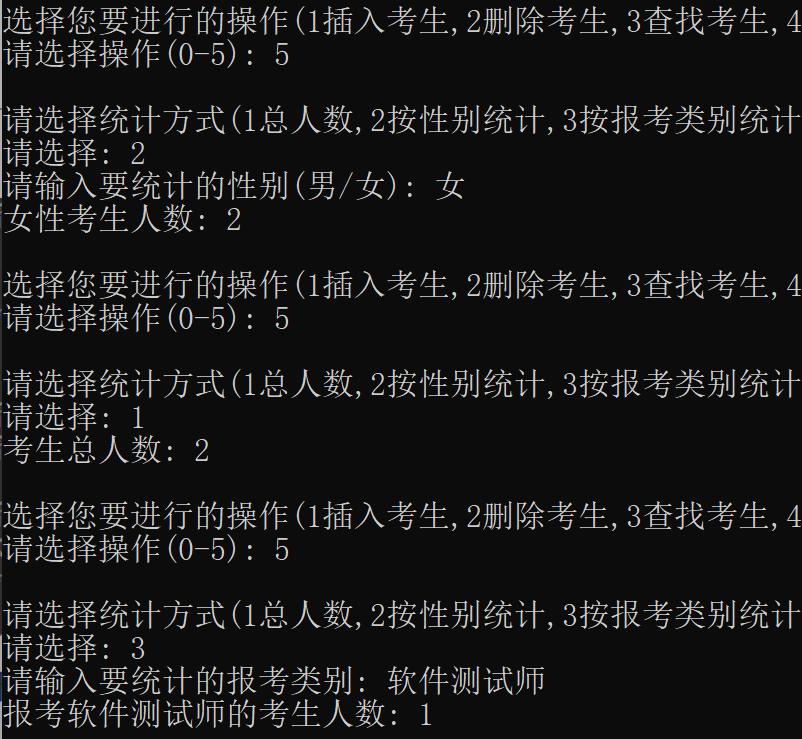 选择您要进行的操作(1插入考生,2删除考生,3查找考生,4
请选择操作(0-5): 5
请选择统计方式(1总人数,2按性别统计,3按报考类别统计
请选择: 2
请输入要统计的性别(男/女): 女
女性考生人数: 2
选择您要进行的操作(1插入考生,2删除考生,3查找考生,4
请选择操作(0-5): 5
请选择统计方式(1总人数,2按性别统计,3按报考类别统计
请选择: 1
考生总人数: 2
选择您要进行的操作(1插入考生,2删除考生,3查找考生,4
请选择操作(0-5): 5
请选择统计方式(1总人数,2按性别统计,3按报考类别统计
请选择: 3
请输入要统计的报考类别: 软件测试师
报考软件测试师的考生人数: 1